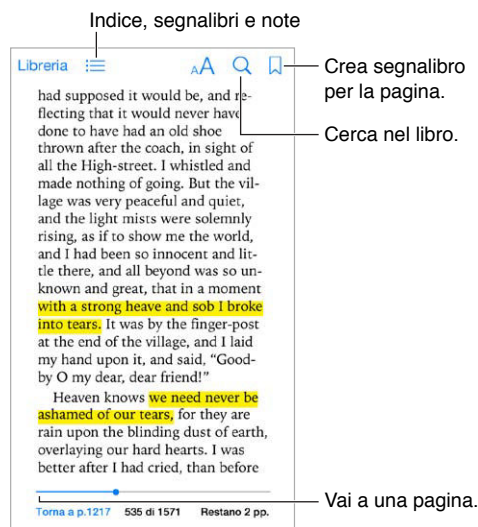 Indice, segnalibri e note
Libreria AA
Crea segnalibro
per la pagina.
Cerca nel libro.
had supposed it would be, and re-
flecting that it would never have
done to have had an old shoe
thrown after the coach, in sight of
all the High-street. I whistled and
made nothing of going. But the vil-
lage was very peaceful and quiet,
and the light mists were solemnly
rising, as if to show me the world,
and I had been so innocent and lit-
tle there, and all beyond was so un-
known and great, that in a moment
with a strong heave and sob I broke
into tears. It was by the finger-post
at the end of the village, and I laid
my hand upon it, and said, “Good-
by O my dear, dear friend!”
Heaven knows we need never be
ashamed of our tears, for they are
rain upon the blinding dust of earth,
overlaying our hard hearts. I was
better after I had cried, than before
Vai a una pagina.
Torna a p.1217 535 di 1571 Restano 2 pp.